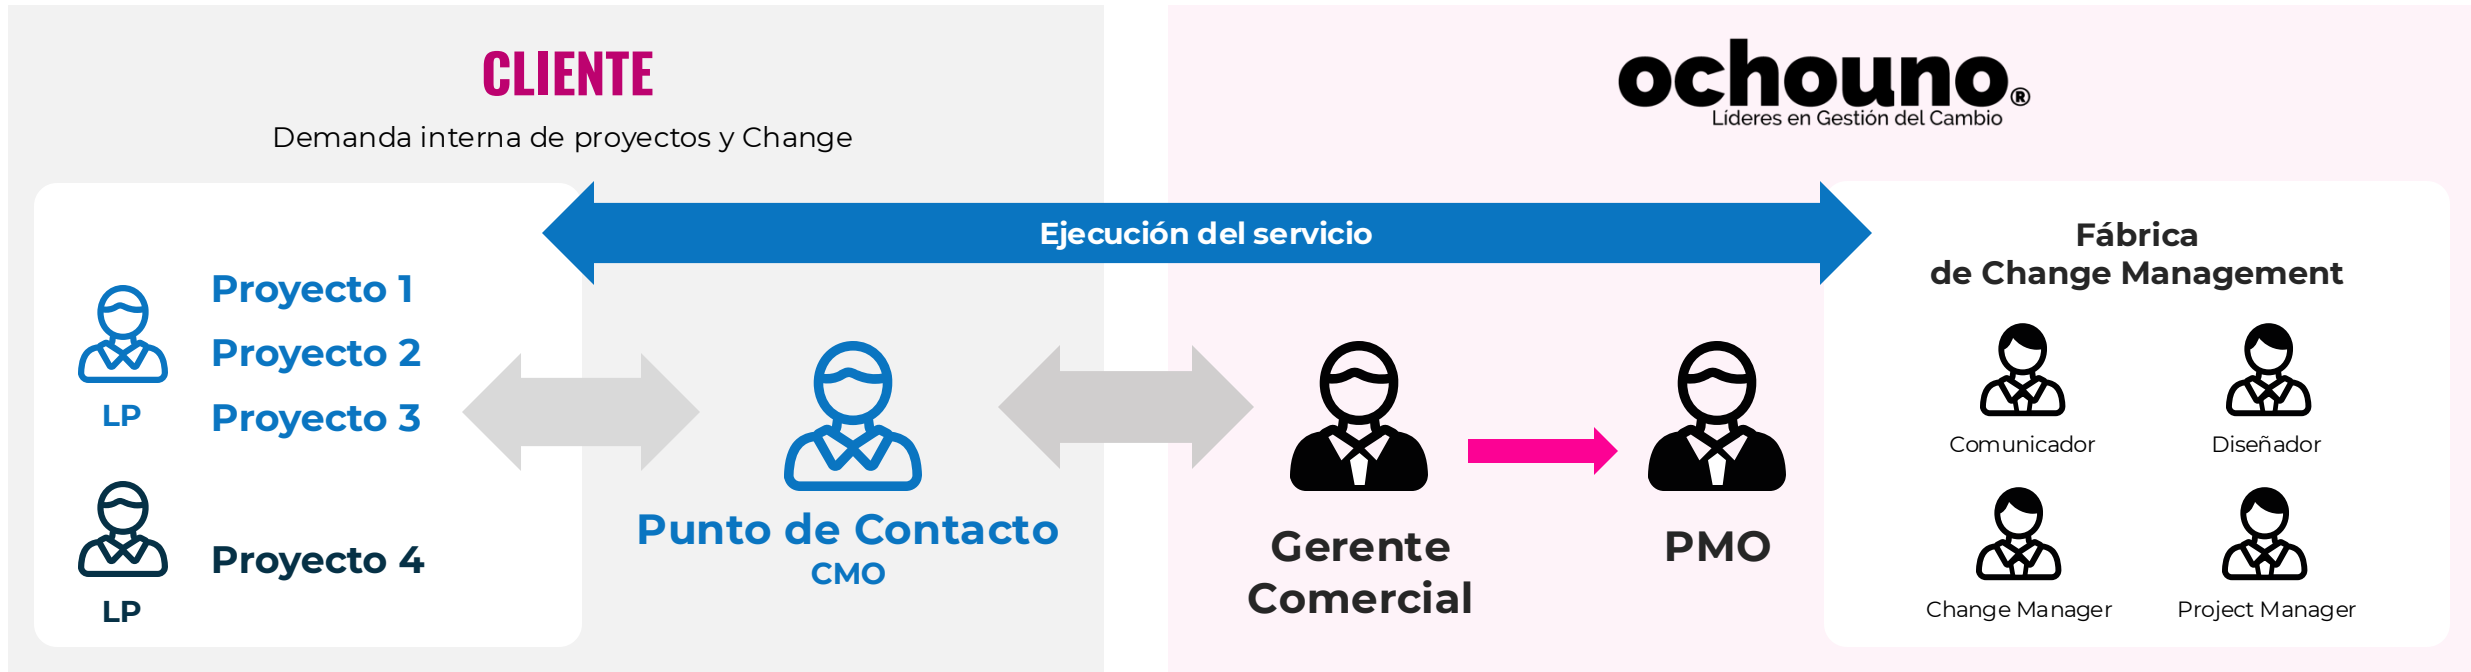 CLIENTE
Demanda interna de proyectos y Change
Proyecto 1
Proyecto 2
Proyecto 3
LP
Proyecto 4
LP
Punto de Contacto
CMO
Ejecución del servicio
ochouno®
Líderes en Gestión del Cambio
Gerente
Comercial
PMO
Fábrica
de Change Management
Comunicador
Diseñador
Change Manager
Project Manager